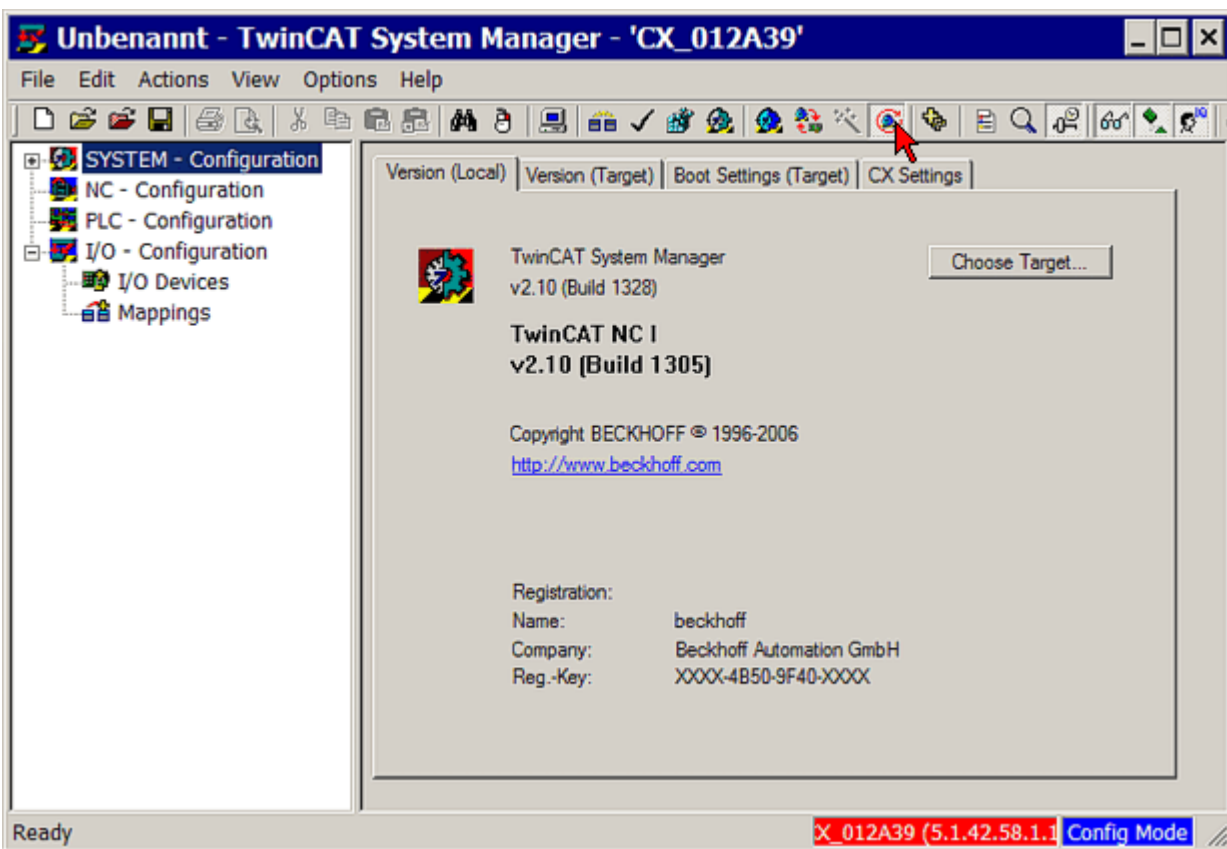 Unbenannt - TwinCAT System Manager - 'CX_012A39'
File Edit Actions View Options Help
SYSTEM - Configuration
NC - Configuration
PLC - Configuration
I/O - Configuration
I/O Devices
Mappings
Version (Local) Version (Target) Boot Settings (Target) CX Settings
TwinCAT System Manager
v2.10 (Build 1328)
Choose Target...
TwinCAT NC I
v2.10 (Build 1305)
Copyright BECKHOFF © 1996-2006
http://www.beckhoff.com
Registration:
Name: beckhoff
Company: Beckhoff Automation GmbH
Reg.-Key: XXXX-4B50-9F40-XXXX
Ready X_012A39 (5.1.42.58.1.1 Config Mode